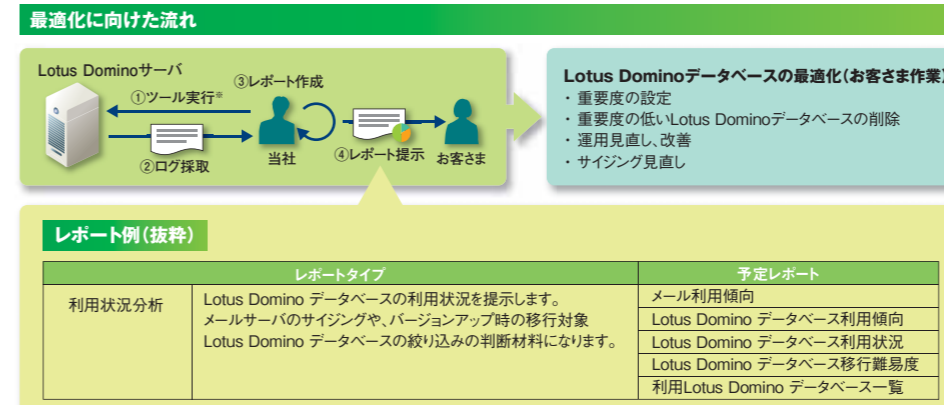 最適化に向けた流れ
Lotus Dominoサーバ
①ツール実行※
②ログ採取
③レポート作成
当社
④レポート提示
お客さま
Lotus Dominoデータベースの最適化(お客さま作業)
・ 重要度の設定
・ 重要度の低いLotus Dominoデータベースの削除
・ 運用見直し、改善
・ サイジング見直し
レポート例(抜粋)
レポートタイプ
予定レポート
利用状況分析
Lotus Domino データベースの利用状況を提示します。
メールサーバのサイジングや、バージョンアップ時の移行対象
Lotus Domino データベースの絞り込みの判断材料になります。
メール利用傾向
Lotus Domino データベース利用傾向
Lotus Domino データベース利用状況
Lotus Domino データベース移行難易度
利用Lotus Domino データベース一覧